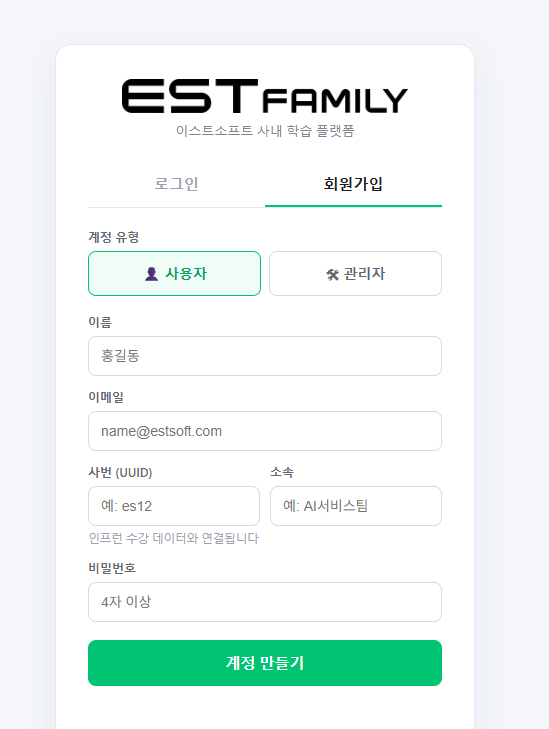 EST FAMILY
이스트소프트 사내 학습 플랫폼
로그인 회원가입
계정 유형
사용자 관리자
이름
홍길동
이메일
name@estsoft.com
사번 (UUID) 소속
예: es12 예: AI서비스팀
인프런 수강 데이터와 연결됩니다
비밀번호
4자 이상
계정 만들기